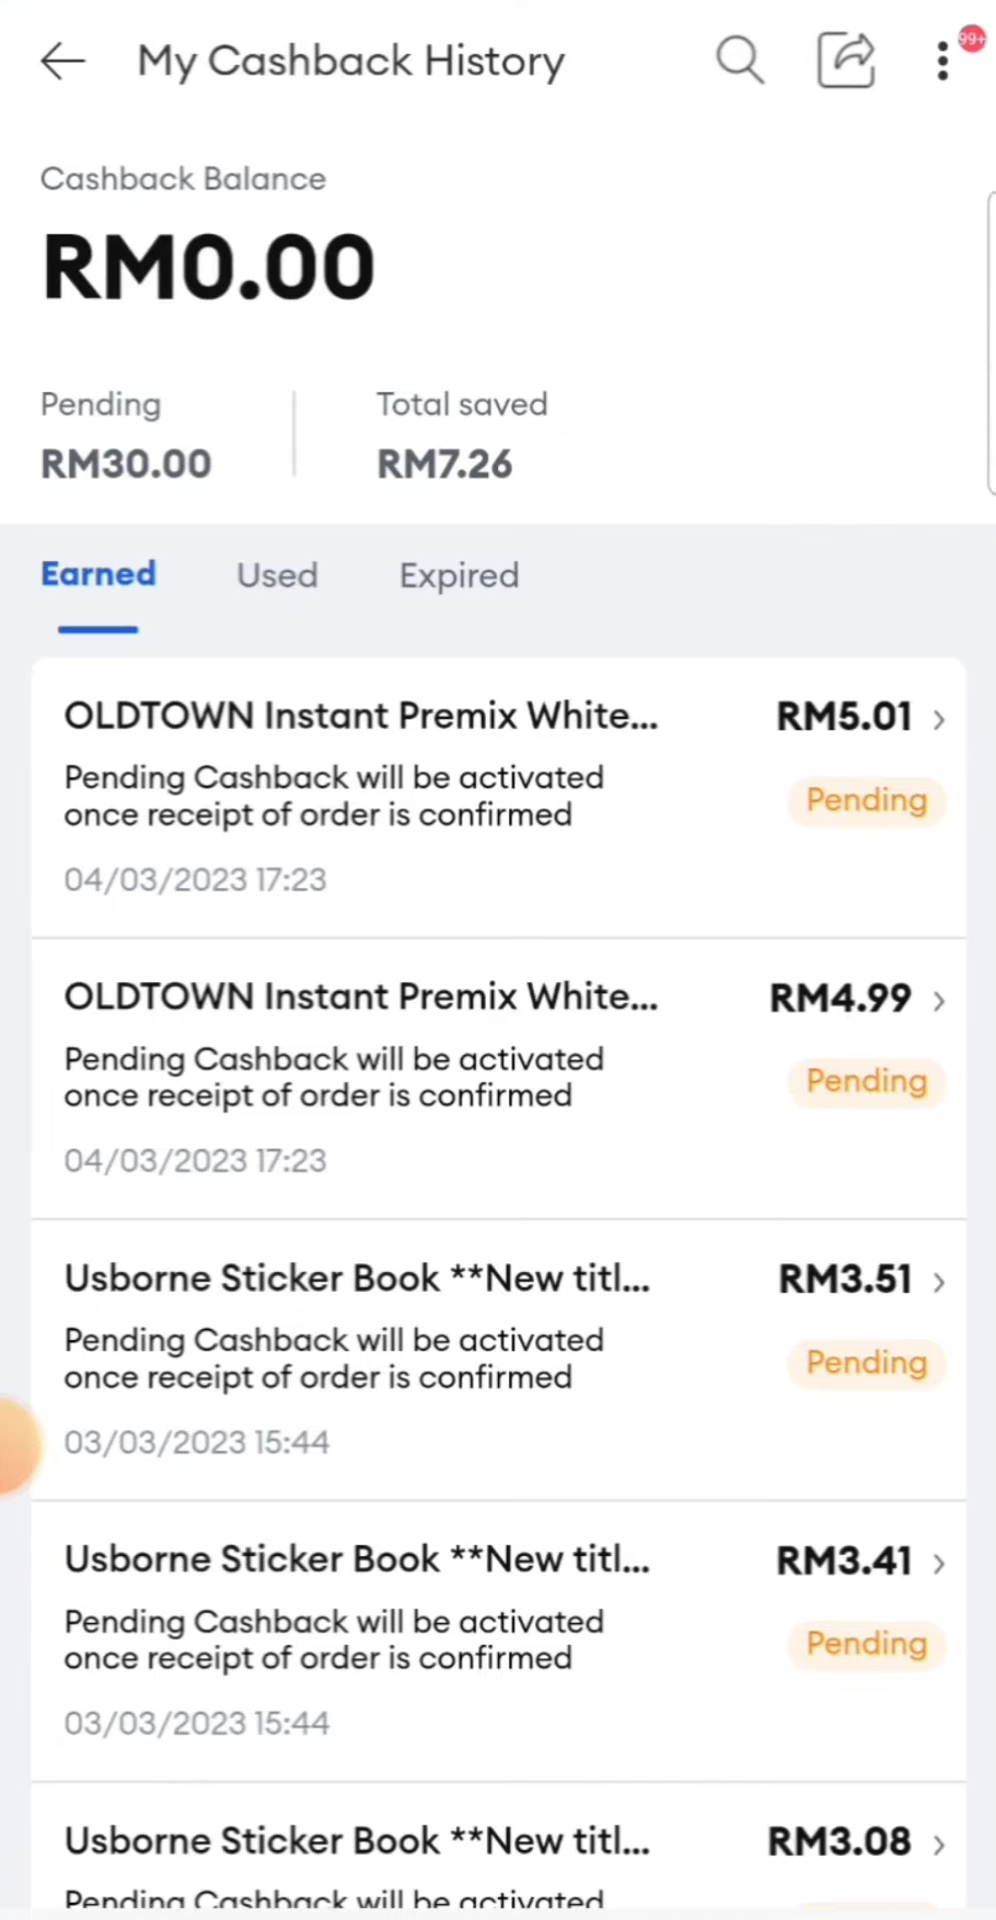 My Cashback History
99+
Cashback Balance
RM0.00
Pending
Total saved
RM30.00
RM7.26
Earned
Used
Expired
OLDTOWN Instant Premix White...
RM5.01
Pending Cashback will be activated
once receipt of order is confirmed
Pending
04/03/2023 17:23
OLDTOWN Instant Premix White...
RM4.99
Pending Cashback will be activated
once receipt of order is confirmed
Pending
04/03/2023 17:23
Usborne Sticker Book **New titl...
RM3.51
Pending Cashback will be activated
once receipt of order is confirmed
Pending
03/03/2023 15:44
Usborne Sticker Book **New titl...
RM3.41
Pending Cashback will be activated
once receipt of order is confirmed
Pending
03/03/2023 15:44
Usborne Sticker Book **New titl...
RM3.08
Pending Cashback will be activated